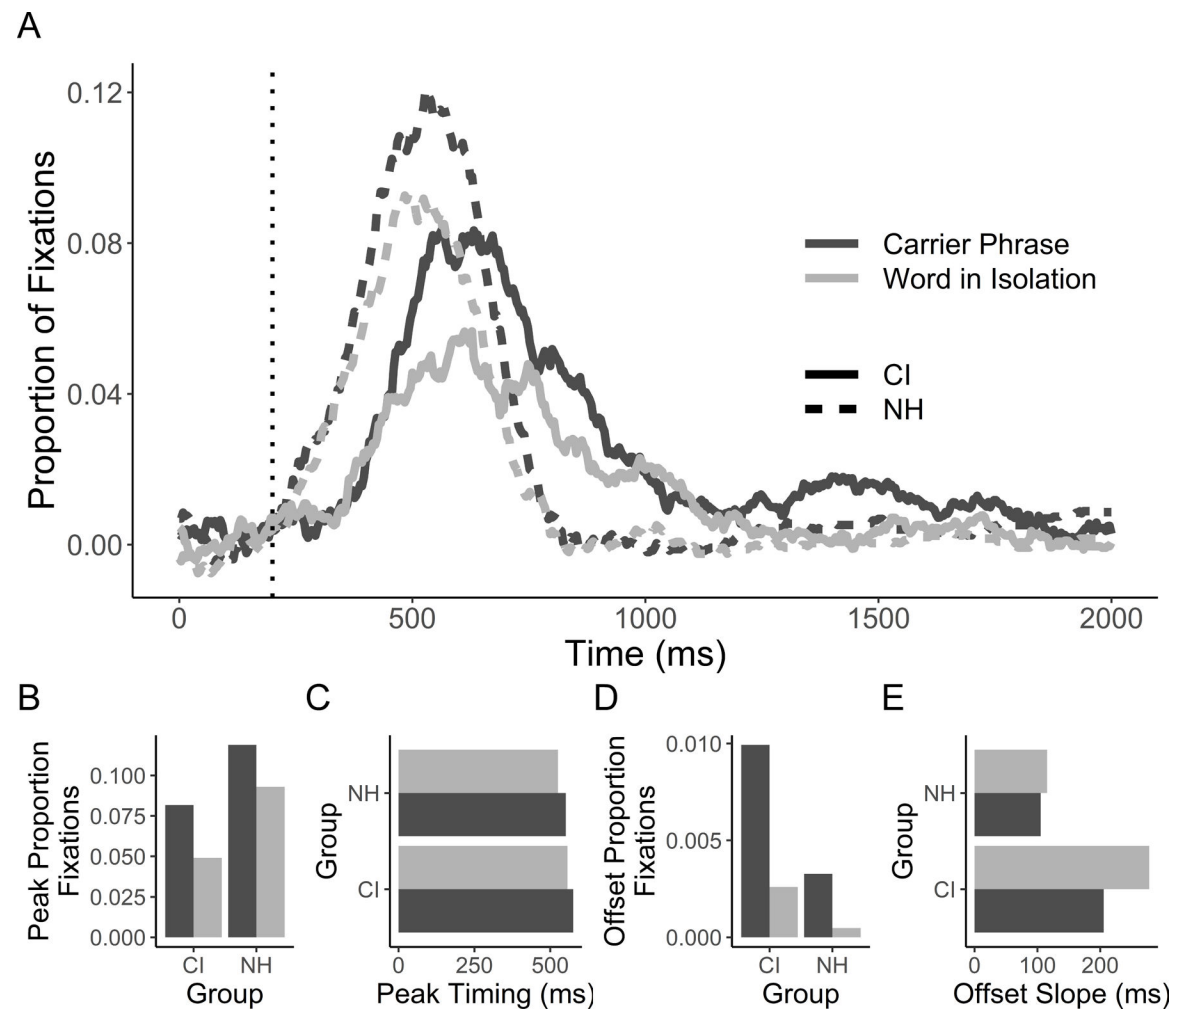 A
Proportion of Fixations
0.12
0.08
0.04
0.00
Carrier Phrase
Word in Isolation
CI
NH
0
500
1000
1500
2000
Time (ms)
B
Peak Proportion
Fixations
0.100
0.075
0.050
0.025
0.000
CI
NH
Group
C
Group
NH
CI
0
250
500
Peak Timing (ms)
D
Offset Proportion
Fixations
0.010
0.005
0.000
CI
NH
Group
E
Group
NH
CI
0
100
200
Offset Slope (ms)